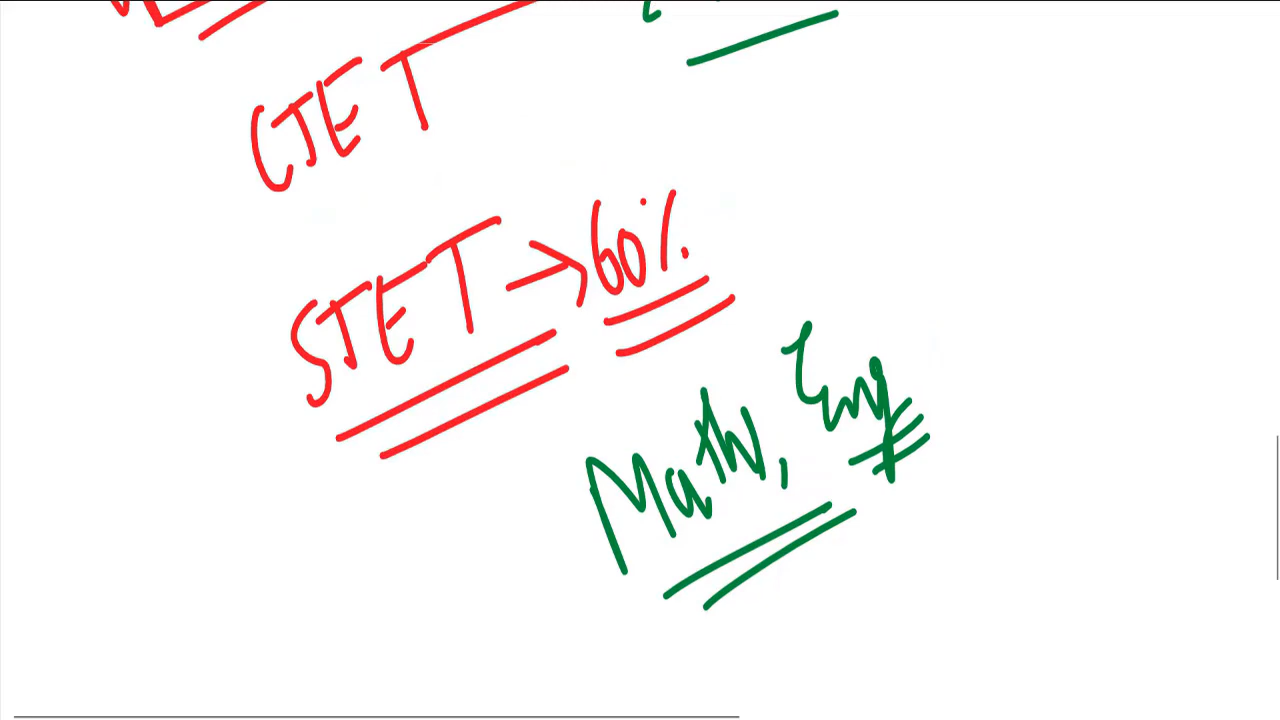 CTET
STET → 60%
Math, Eng